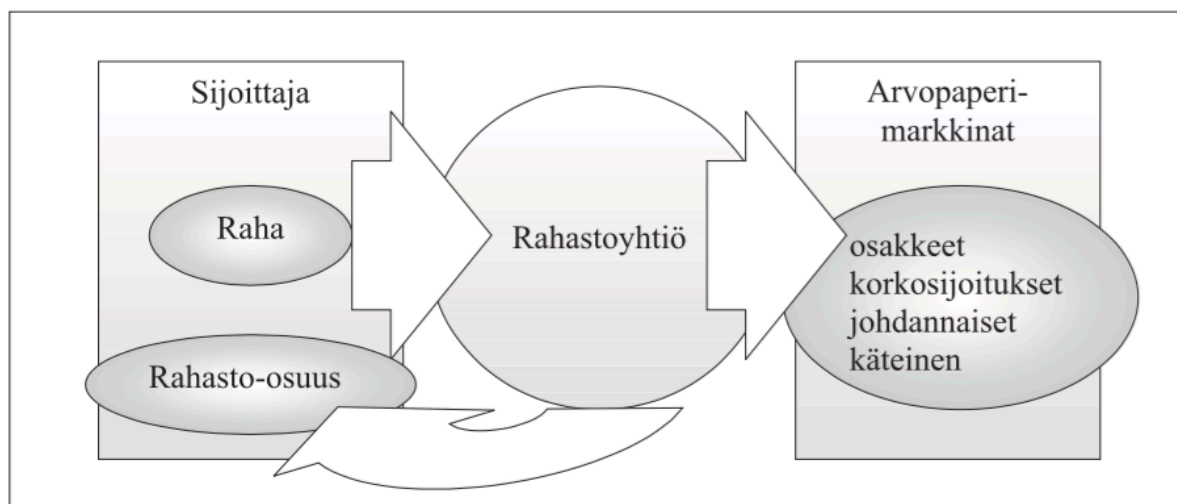 Sijoittaja
Raha
Rahasto-osuus
Rahastoyhtiö
Arvopaperi-
markkinat
osakkeet
korkosijoitukset
johdannaiset
käteinen